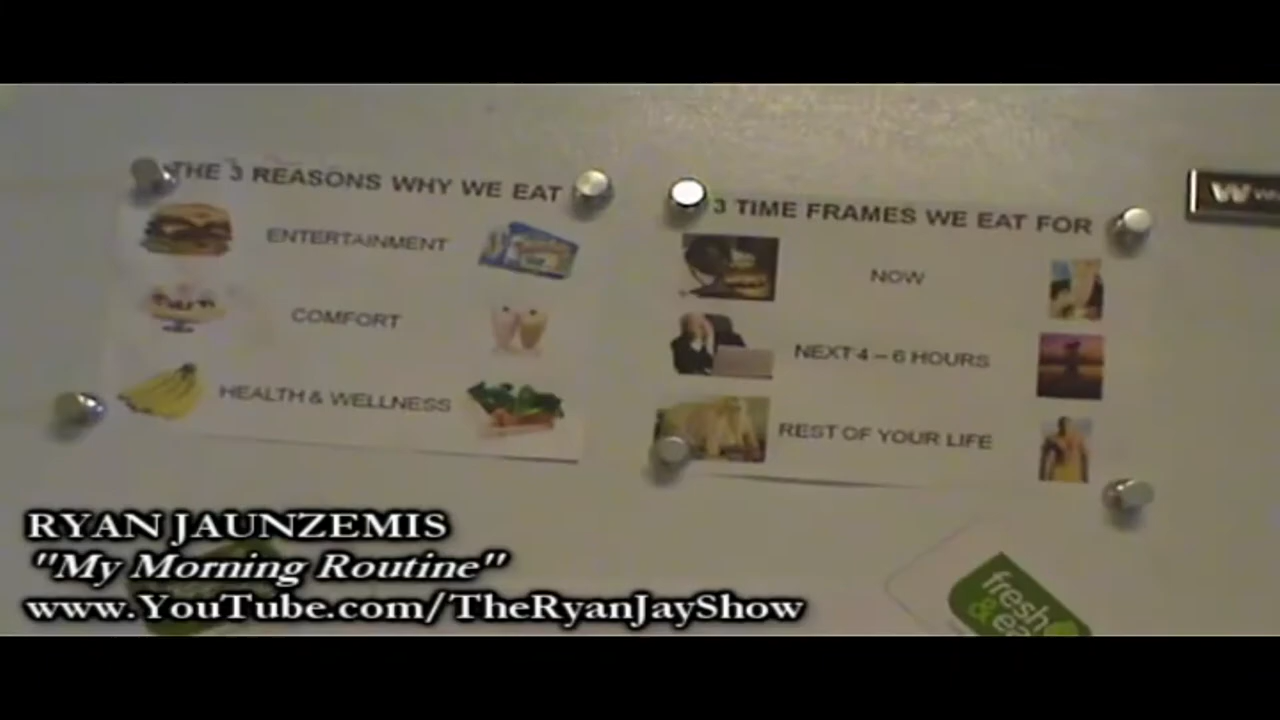 THE 3 REASONS WHY WE EAT
ENTERTAINMENT
COMFORT
HEALTH & WELLNESS
3 TIME FRAMES WE EAT FOR
NOW
NEXT 4 – 6 HOURS
REST OF YOUR LIFE
RYAN JAUNZEMIS
"My Morning Routine"
www.YouTube.com/TheRyanJayShow
fresh
&